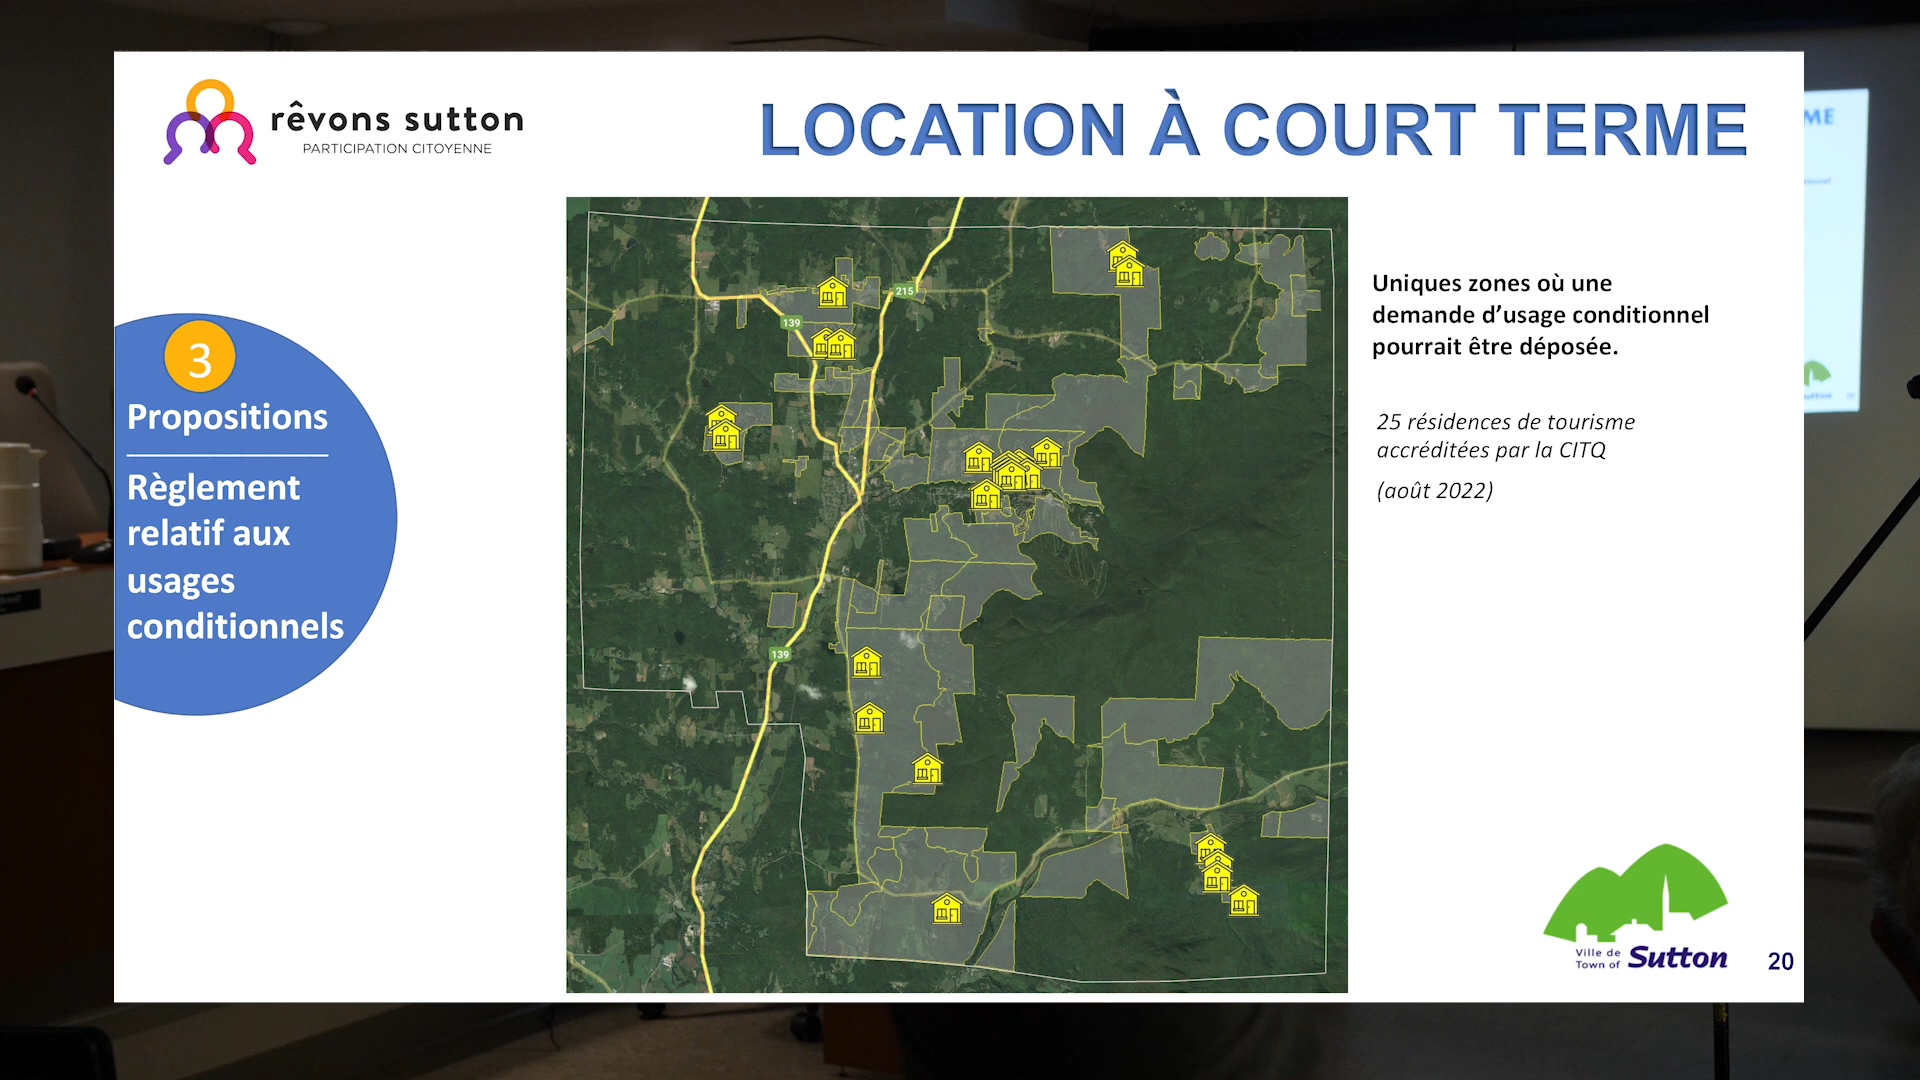 rêvons sutton
PARTICIPATION CITOYENNE
LOCATION À COURT TERME
ME
3
Propositions
Règlement
relatif aux
usages
conditionnels
215
139
139
Uniques zones où une
demande d'usage conditionnel
pourrait être déposée.
25 résidences de tourisme
accréditées par la CITQ
(août 2022)
Ville de
Town of Sutton
20